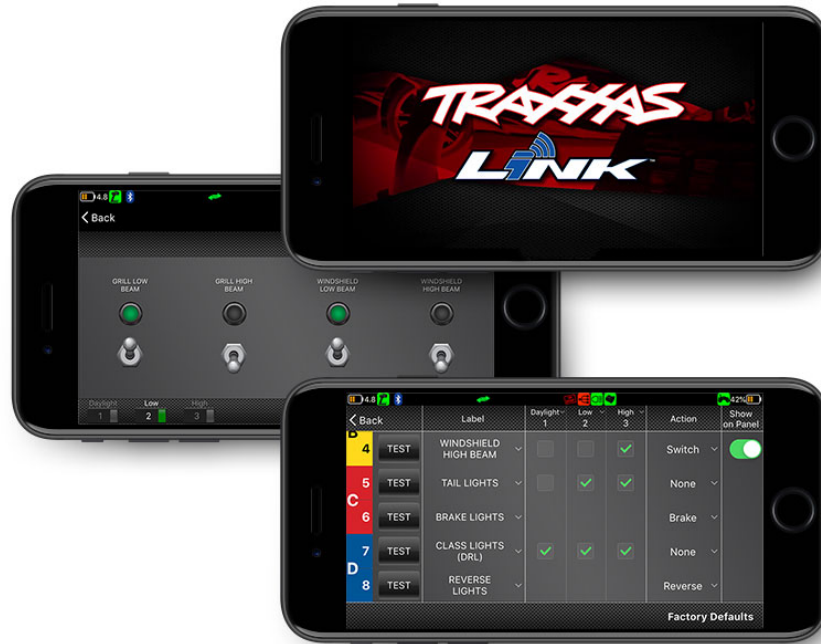 TRAXXAS
LiNK™
4.8
Back
GRILL LOW
BEAM
GRILL HIGH
BEAM
WINDSHIELD
LOW BEAM
WINDSHIELD
HIGH BEAM
Daylight
1
Low
2
High
3
4.8
42%
Back
Label
Daylight
1
Low
2
High
3
Action
Show
on Panel
B
4
TEST
WINDSHIELD
HIGH BEAM
Switch
C
5
TEST
TAIL LIGHTS
None
6
TEST
BRAKE LIGHTS
Brake
D
7
TEST
CLASS LIGHTS
(DRL)
None
8
TEST
REVERSE
LIGHTS
Reverse
Factory Defaults